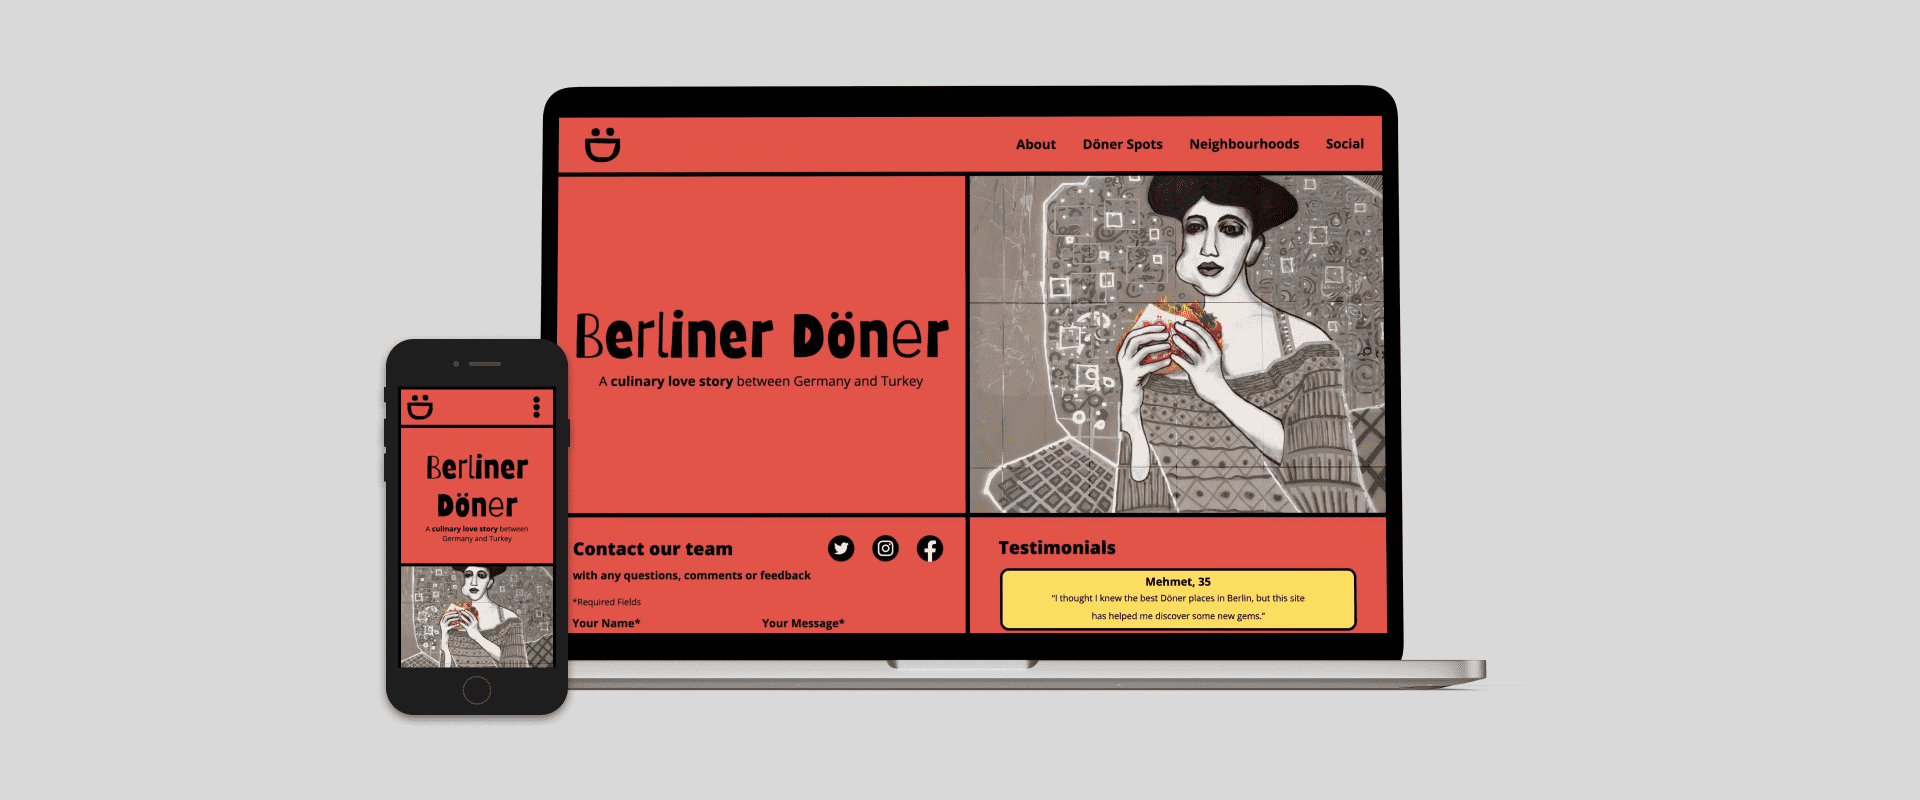 About Döner Spots Neighbourhoods Social
Berliner Döner
A culinary love story between Germany and Turkey
Contact our team
with any questions, comments or feedback
*Required Fields
Your Name* Your Message*
Testimonials
Mehmet, 35
“I thought I knew the best Döner places in Berlin, but this site
has helped me discover some new gems.”
Berliner
Döner
A culinary love story between
Germany and Turkey